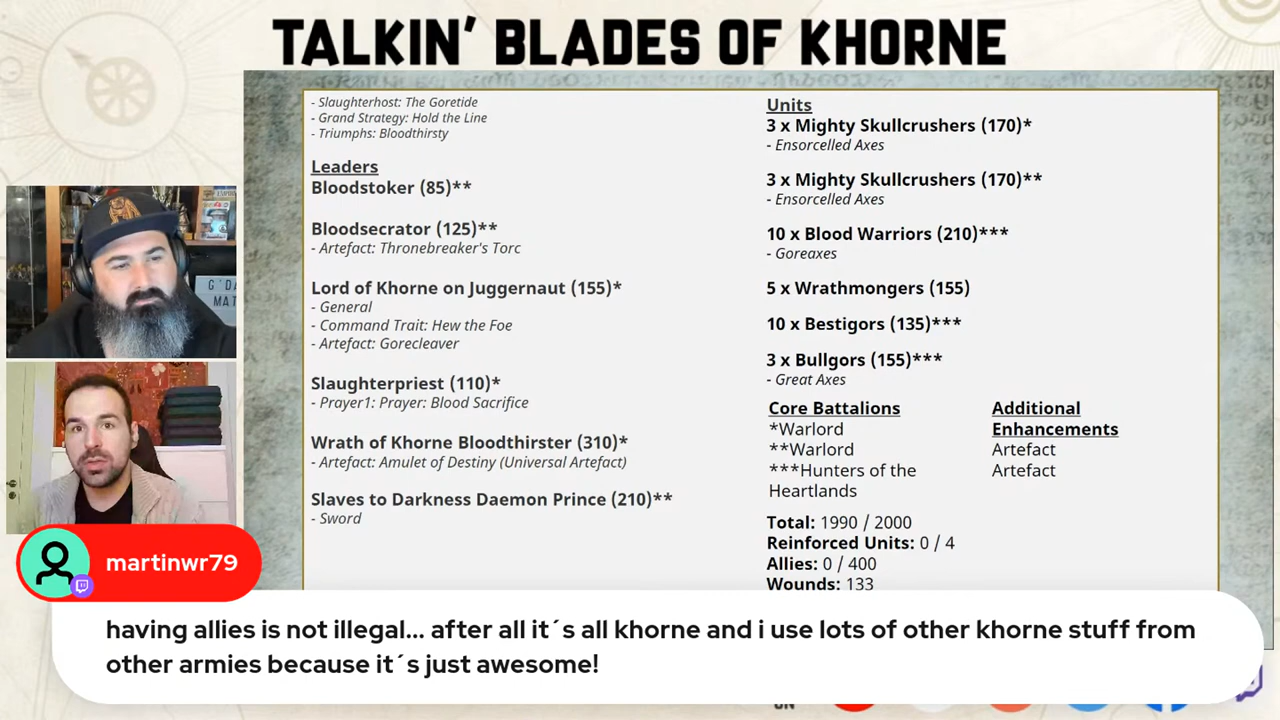 TALKIN' BLADES OF KHORNE
- Slaughterhost: The Goretide
- Grand Strategy: Hold the Line
- Triumphs: Bloodthirsty
Leaders
Bloodstoker (85)**
Bloodsecrator (125)**
- Artefact: Thronebreaker's Torc
Lord of Khorne on Juggernaut (155)*
- General
- Command Trait: Hew the Foe
- Artefact: Gorecleaver
Slaughterpriest (110)*
- Prayer1: Prayer: Blood Sacrifice
Wrath of Khorne Bloodthirster (310)*
- Artefact: Amulet of Destiny (Universal Artefact)
Slaves to Darkness Daemon Prince (210)**
- Sword
Units
3 x Mighty Skullcrushers (170)*
- Ensorcelled Axes
3 x Mighty Skullcrushers (170)**
- Ensorcelled Axes
10 x Blood Warriors (210)***
- Goreaxes
5 x Wrathmongers (155)
10 x Bestigors (135)***
3 x Bullgors (155)***
- Great Axes
Core Battalions
*Warlord
**Warlord
***Hunters of the
Heartlands
Additional
Enhancements
Artefact
Artefact
Total: 1990 / 2000
Reinforced Units: 0 / 4
Allies: 0 / 400
Wounds: 133
martinwr79
having allies is not illegal... after all it´s all khorne and i use lots of other khorne stuff from
other armies because it´s just awesome!